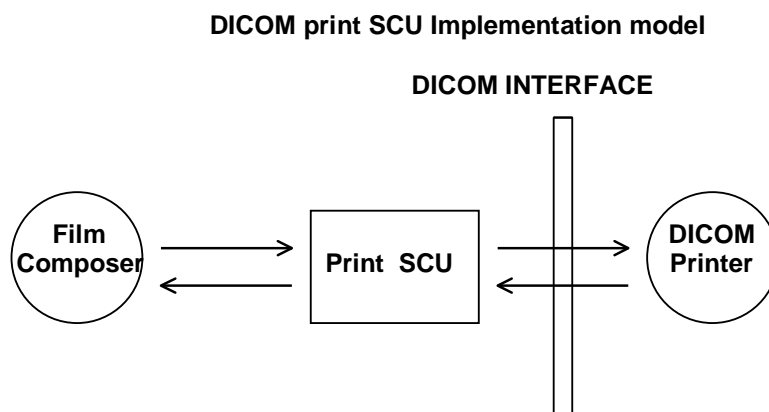 DICOM print SCU Implementation model
DICOM INTERFACE
Film
Composer
Print SCU
DICOM
Printer